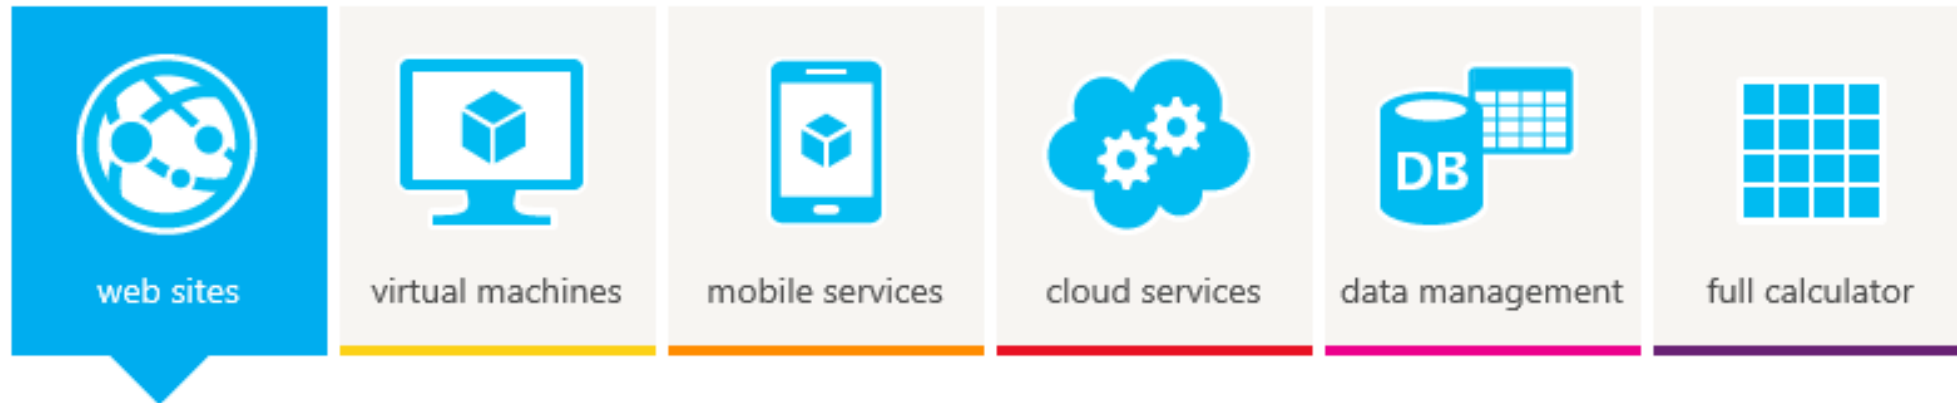 DB
web sites
virtual machines
mobile services
cloud services
data management
full calculator